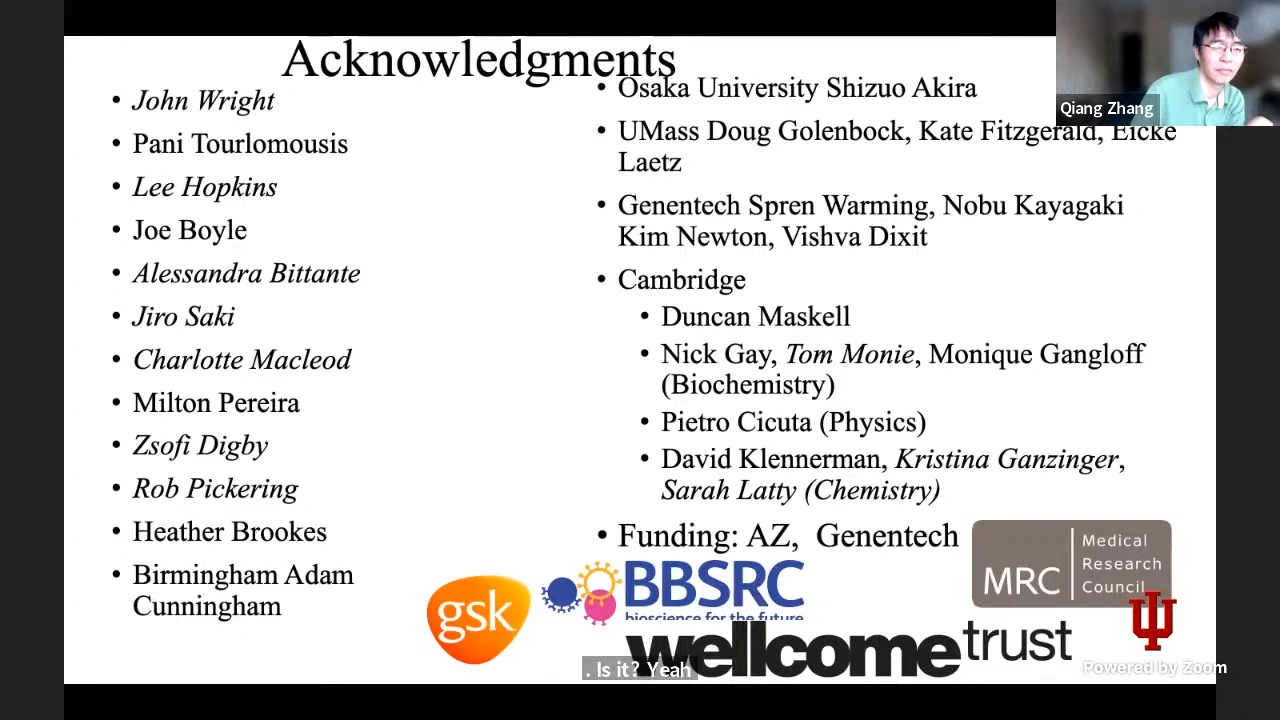 Acknowledgments
• John Wright
• Pani Tourlomousis
• Lee Hopkins
• Joe Boyle
• Alessandra Bittante
• Jiro Saki
• Charlotte Macleod
• Milton Pereira
• Zsofi Digby
• Rob Pickering
• Heather Brookes
• Birmingham Adam
Cunningham
• Osaka University Shizuo Akira
• UMass Doug Golenbock, Kate Fitzgerald, Eicke
Laetz
• Genentech Spren Warming, Nobu Kayagaki
Kim Newton, Vishva Dixit
• Cambridge
• Duncan Maskell
• Nick Gay, Tom Monie, Monique Gangloff
(Biochemistry)
• Pietro Cicuta (Physics)
• David Klennerman, Kristina Ganzinger,
Sarah Latty (Chemistry)
• Funding: AZ, Genentech
gsk
BBSRC
bioscience for the future
MRC
Medical
Research
Council
wellcome trust
. Is it? Yeah
Qiang Zhang
Powered by Zoom